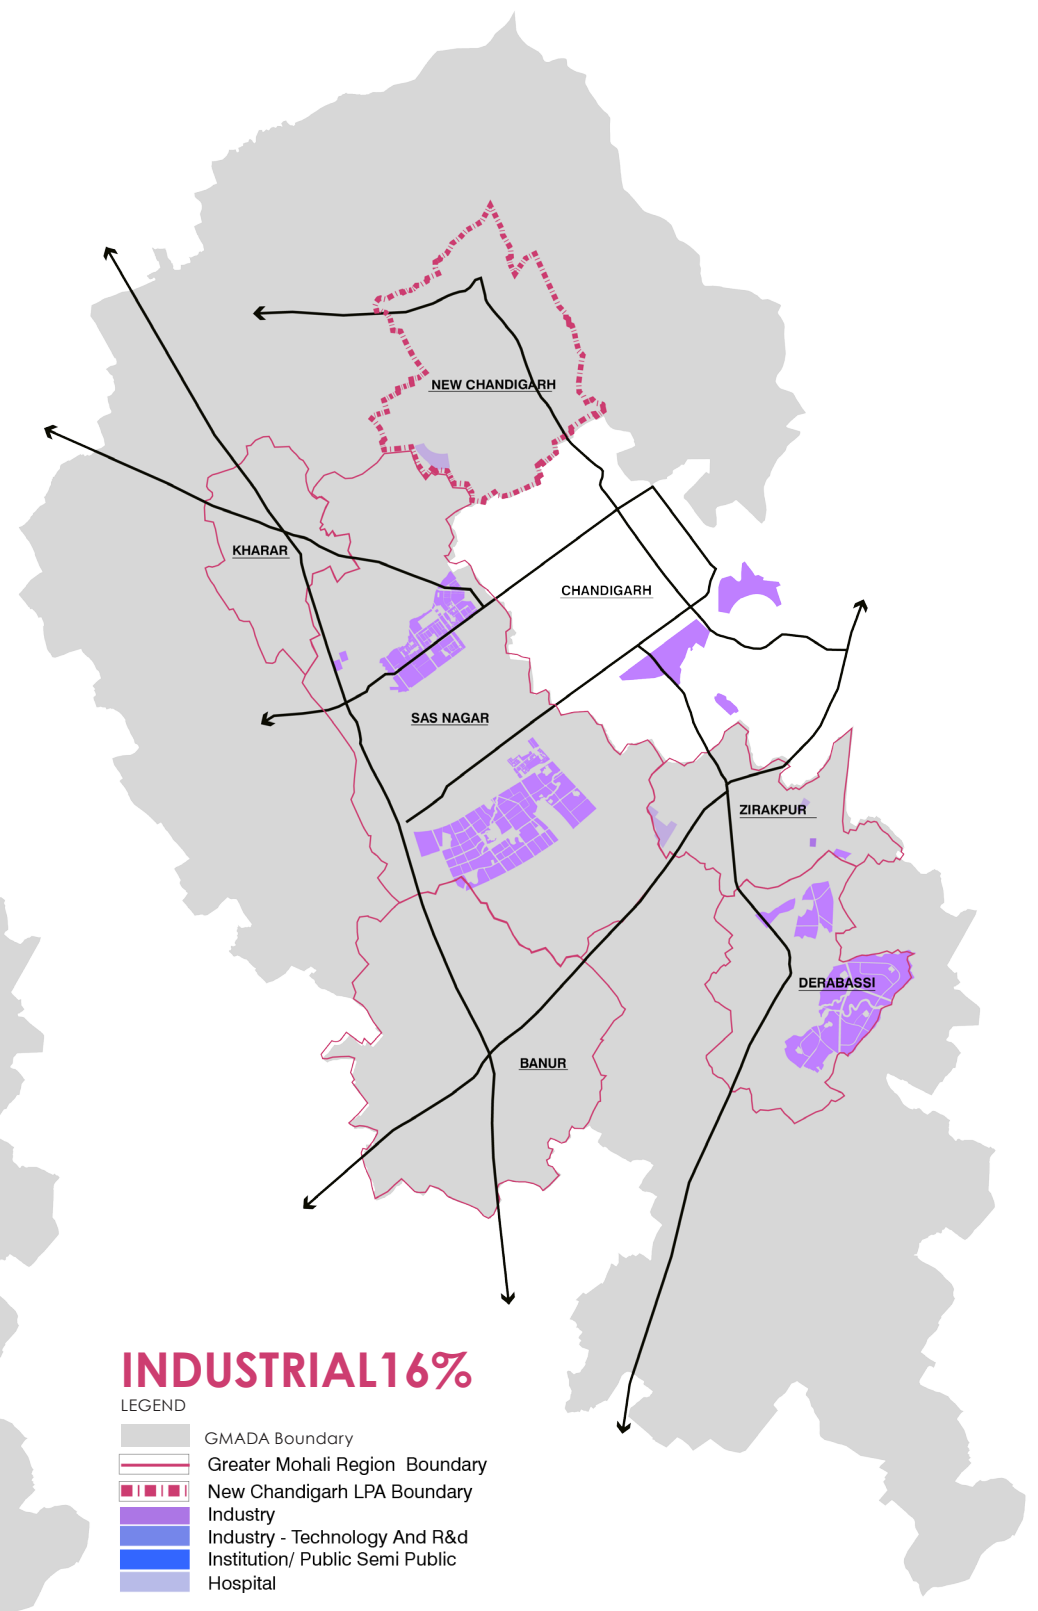 NEW CHANDIGARH
KHARAR
CHANDIGARH
SAS NAGAR
ZIRAKPUR
DERABASSI
BANUR
INDUSTRIAL16%
LEGEND
GMADA Boundary
Greater Mohali Region Boundary
New Chandigarh LPA Boundary
Industry
Industry - Technology And R&d
Institution/ Public Semi Public
Hospital